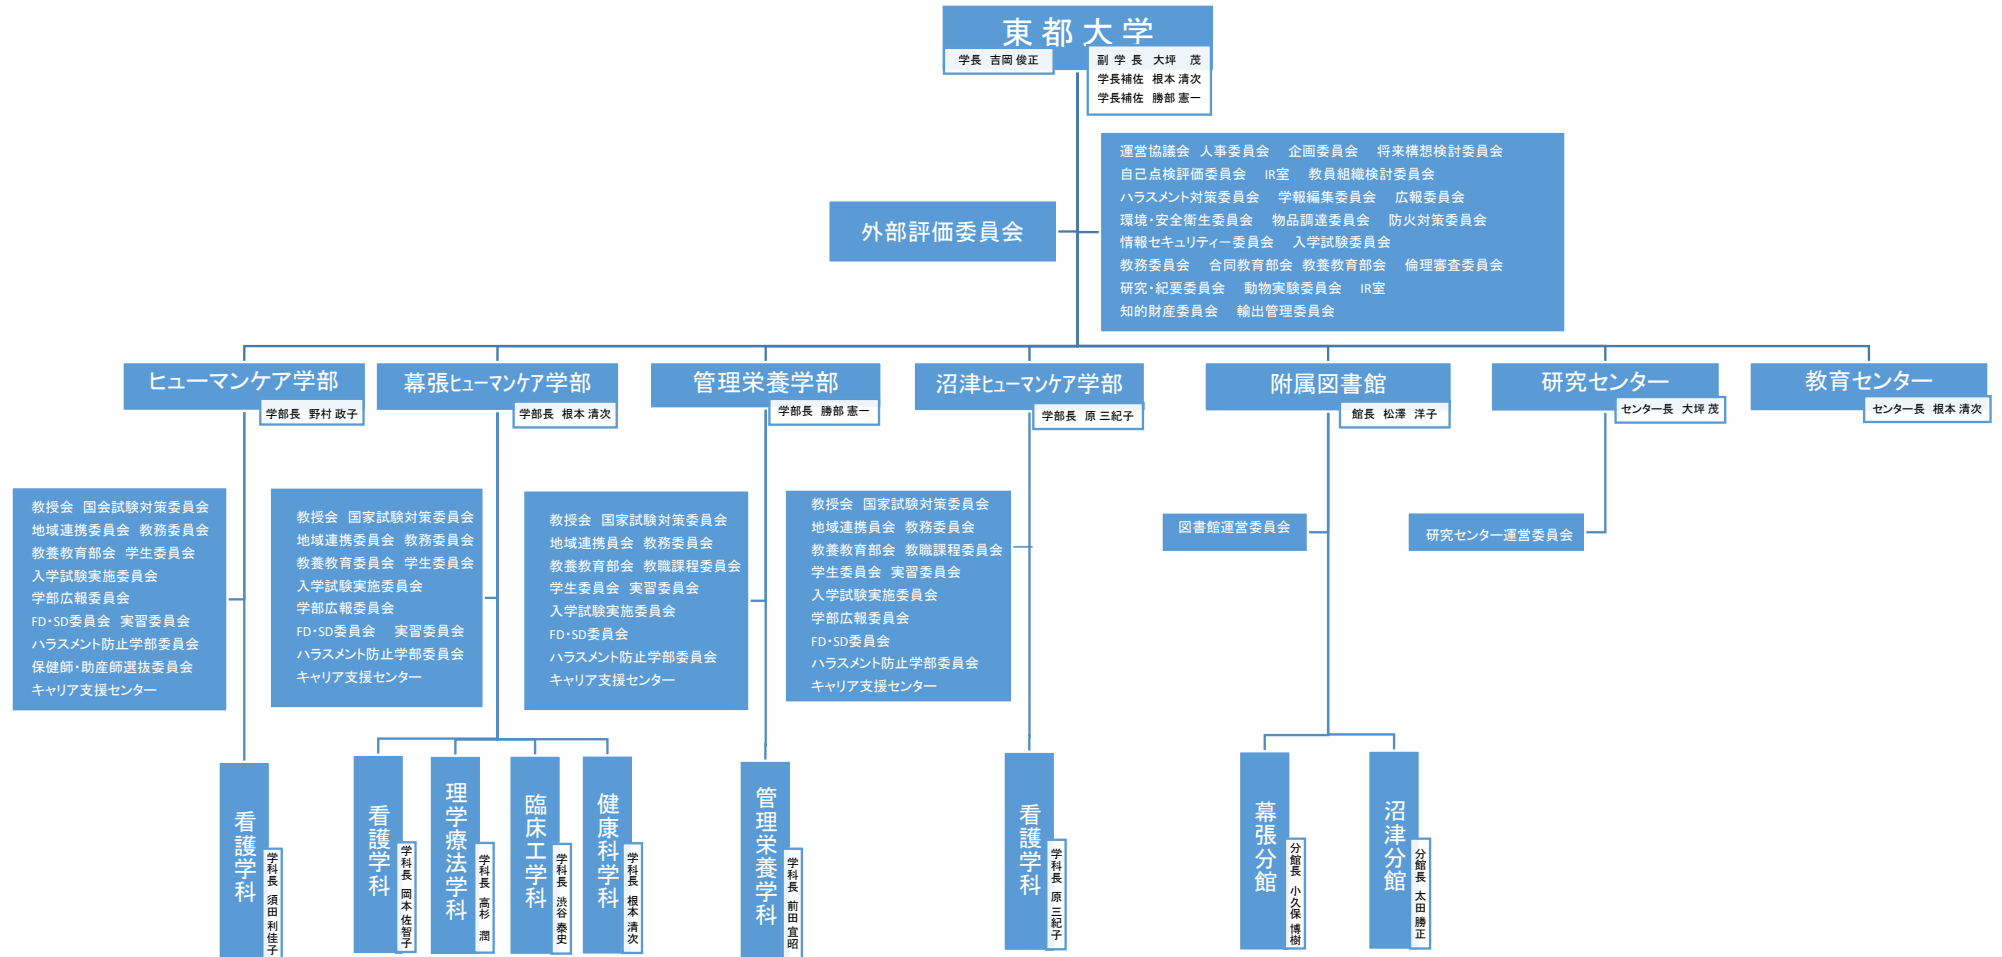 東都大学
学長 吉岡 俊正
副 学 長 大坪 茂
学長補佐 根本 清次
学長補佐 勝部 憲一
運営協議会 人事委員会 企画委員会 将来構想検討委員会
自己点検評価委員会 IR室 教員組織検討委員会
ハラスメント対策委員会 学報編集委員会 広報委員会
環境・安全衛生委員会 物品調達委員会 防火対策委員会
情報セキュリティー委員会 入学試験委員会
教務委員会 合同教育部会 教養教育部会 倫理審査委員会
研究・紀要委員会 動物実験委員会 IR室
知的財産委員会 輸出管理委員会
外部評価委員会
ヒューマンケア学部
学部長 野村 政子
幕張ヒューマンケア学部
学部長 根本 清次
管理栄養学部
学部長 勝部 憲一
沼津ヒューマンケア学部
学部長 原 三紀子
附属図書館
館長 松澤 洋子
研究センター
センター長 大坪 茂
教育センター
センター長 根本 清次
教授会 国会試験対策委員会
地域連携委員会 教務委員会
教養教育部会 学生委員会
入学試験実施委員会
学部広報委員会
FD・SD委員会 実習委員会
ハラスメント防止学部委員会
保健師・助産師選抜委員会
キャリア支援センター
教授会 国家試験対策委員会
地域連携委員会 教務委員会
教養教育委員会 学生委員会
入学試験実施委員会
学部広報委員会
FD・SD委員会 実習委員会
ハラスメント防止学部委員会
キャリア支援センター
教授会 国家試験対策委員会
地域連携員会 教務委員会
教養教育部会 教職課程委員会
学生委員会 実習委員会
入学試験実施委員会
FD・SD委員会
ハラスメント防止学部委員会
キャリア支援センター
教授会 国家試験対策委員会
地域連携員会 教務委員会
教養教育部会 教職課程委員会
学生委員会 実習委員会
入学試験実施委員会
学部広報委員会
FD・SD委員会
ハラスメント防止学部委員会
キャリア支援センター
図書館運営委員会
研究センター運営委員会
看護学科
学科長 須田 利佳子
看護学科
学科長 岡本 佐智子
理学療法学科
学科長 高杉 潤
臨床工学科
学科長 渋谷 泰史
健康科学科
学科長 根本 清次
管理栄養学科
学科長 前田 宜昭
看護学科
学科長 原 三紀子
幕張分館
分館長 小久保 博樹
沼津分館
分館長 太田 勝正